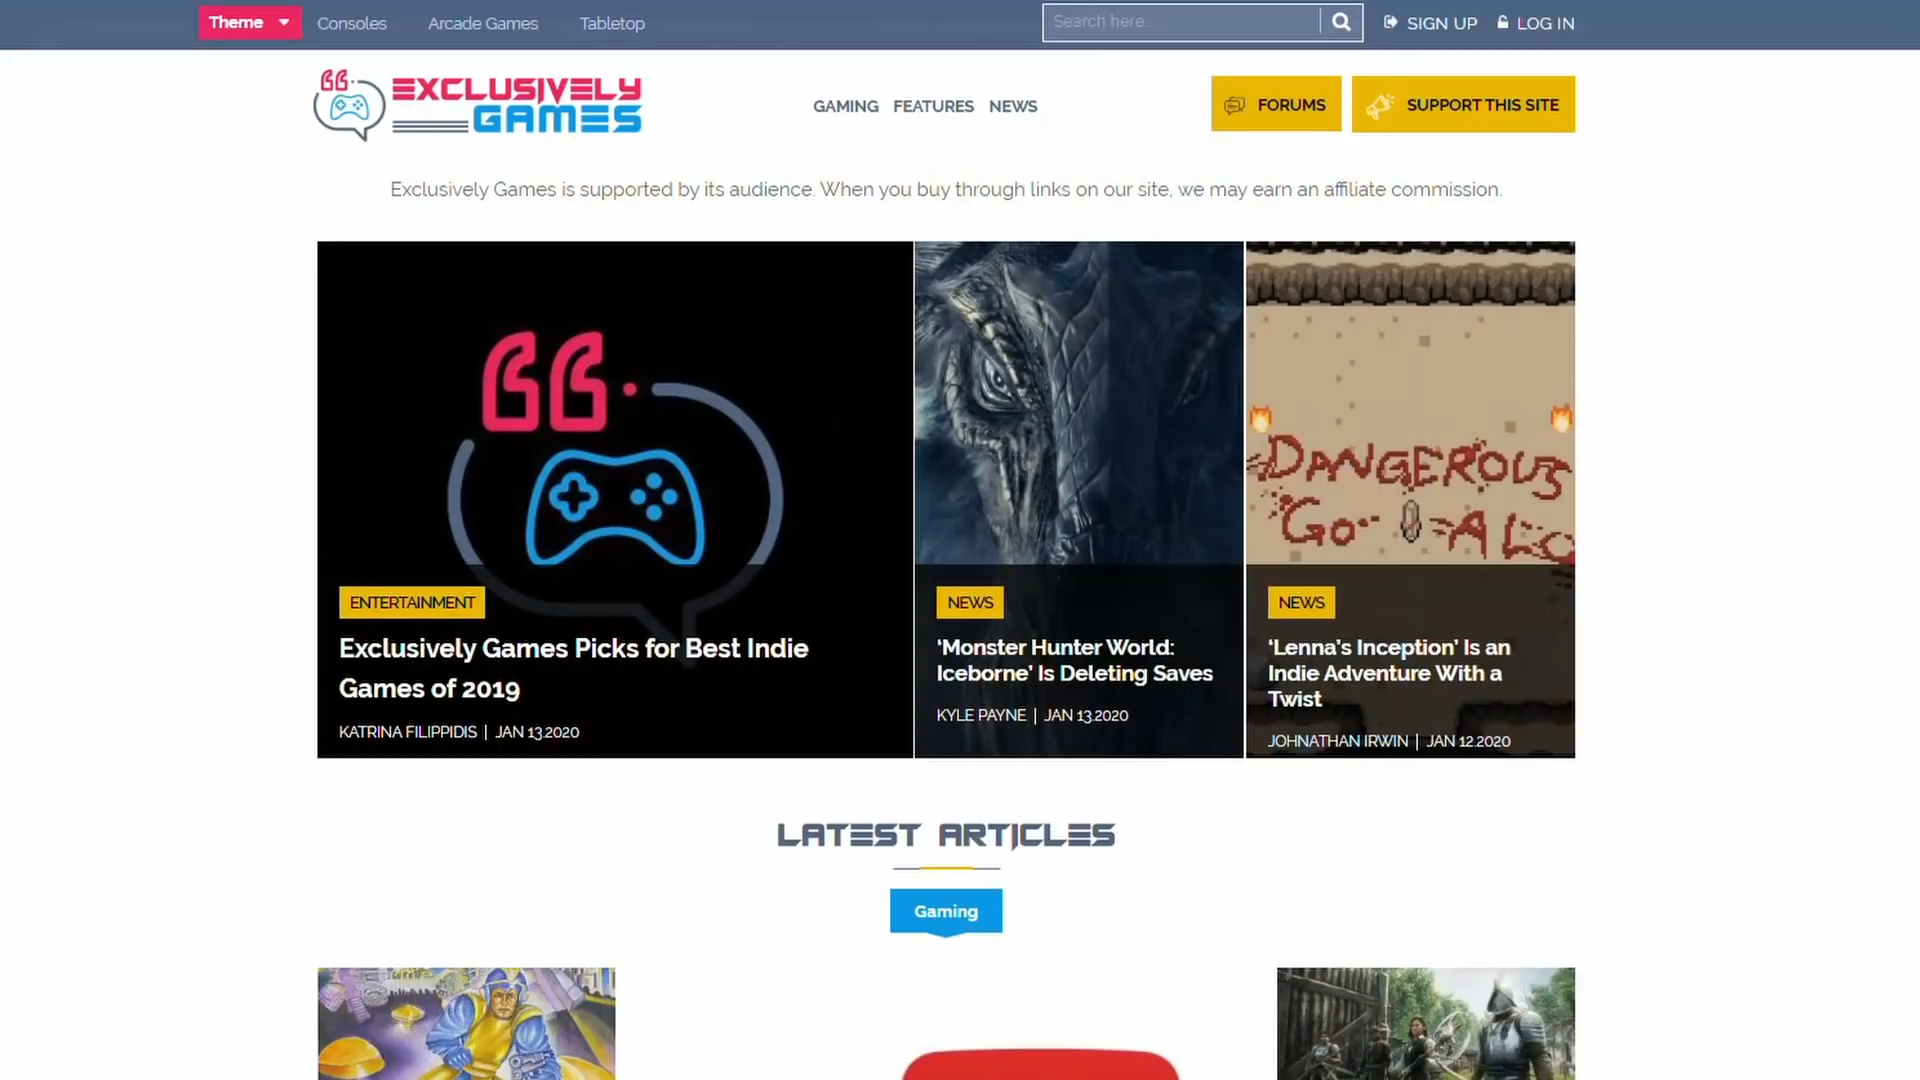 Theme
Consoles
Arcade Games
Tabletop
Search here..
SIGN UP
LOG IN
EXCLUSIVELY
GAMES
GAMING
FEATURES
NEWS
FORUMS
SUPPORT THIS SITE
Exclusively Games is supported by its audience. When you buy through links on our site, we may earn an affiliate commission.
DANGEROUS
GO ALO
ENTERTAINMENT
Exclusively Games Picks for Best Indie
Games of 2019
KATRINA FILIPPIDIS | JAN 13.2020
NEWS
‘Monster Hunter World:
Iceborne’ Is Deleting Saves
KYLE PAYNE | JAN 13.2020
NEWS
‘Lenna’s Inception’ Is an
Indie Adventure With a
Twist
JOHNATHAN IRWIN | JAN 12.2020
LATEST ARTICLES
Gaming